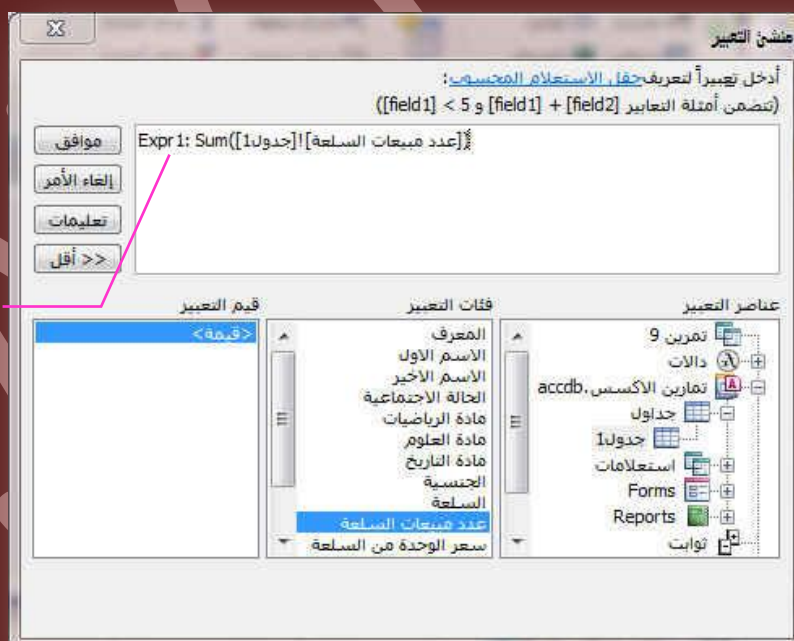 منشئ التعبير
أدخل تعبيراً لتعريف حقل الاستعلام المحسوب:
(تتضمن أمثلة التعابير [field1] + [field2] و [field1] < 5)
Expr1: Sum([جدول1]![عدد مبيعات السلعة])
موافق
إلغاء الأمر
تعليمات
<< أقل
عناصر التعبير
تمرين 9
دالات
تمارين الاكسس.accdb
جداول
جدول1
استعلامات
Forms
Reports
ثوابت
فئات التعبير
المعرف
الاسم الاول
الاسم الاخير
الحالة الاجتماعية
مادة الرياضيات
مادة العلوم
مادة التاريخ
الجنسية
السلعة
عدد مبيعات السلعة
سعر الوحدة من السلعة
قيم التعبير
<قيمة>